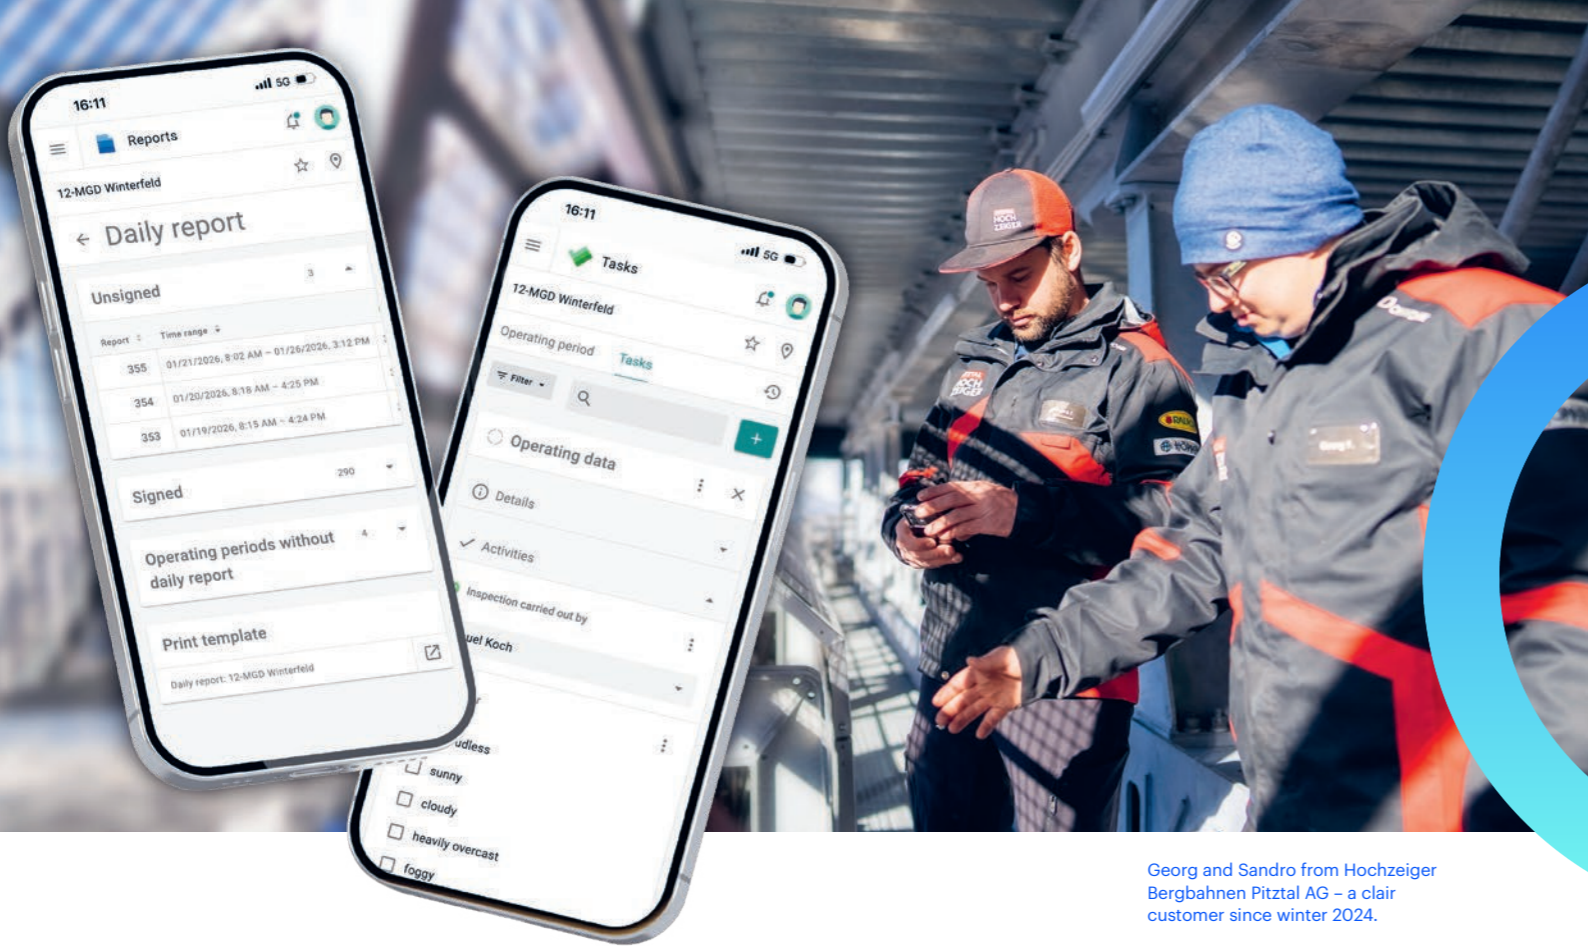 16:11
5G
Reports
12-MGD Winterfeld
Daily report
Unsigned
3
Report
Time range
355
01/21/2026, 8:02 AM – 01/26/2026, 3:12 PM
354
01/20/2026, 8:18 AM – 4:25 PM
353
01/19/2026, 8:15 AM – 4:24 PM
Signed
290
Operating periods without
daily report
4
Print template
Daily report: 12-MGD Winterfeld
16:11
5G
Tasks
12-MGD Winterfeld
Operating period
Tasks
Filter
+
Operating data
Details
Activities
Inspection carried out by
uel Koch
udless
sunny
cloudy
heavily overcast
foggy
HOCH
ZEIGER
HOCH
ZEIGER
Georg and Sandro from Hochzeiger
Bergbahnen Pitztal AG – a clair
customer since winter 2024.